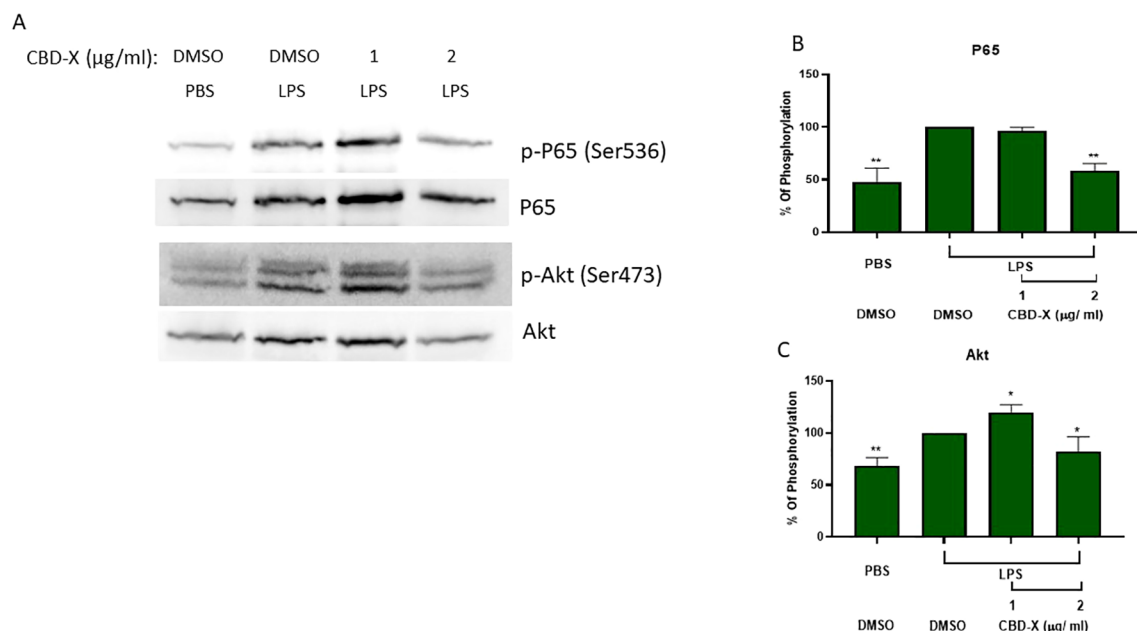 A
CBD-X (µg/ml): DMSO DMSO 1 2
PBS LPS LPS LPS
p-P65 (Ser536)
P65
p-Akt (Ser473)
Akt
B
P65
% Of Phosphorylation
150
100
50
0
**
**
PBS
LPS
1 2
DMSO DMSO CBD-X (µg/ ml)
C
Akt
% Of Phosphorylation
150
100
50
0
**
*
*
PBS
LPS
1 2
DMSO DMSO CBD-X (µg/ ml)